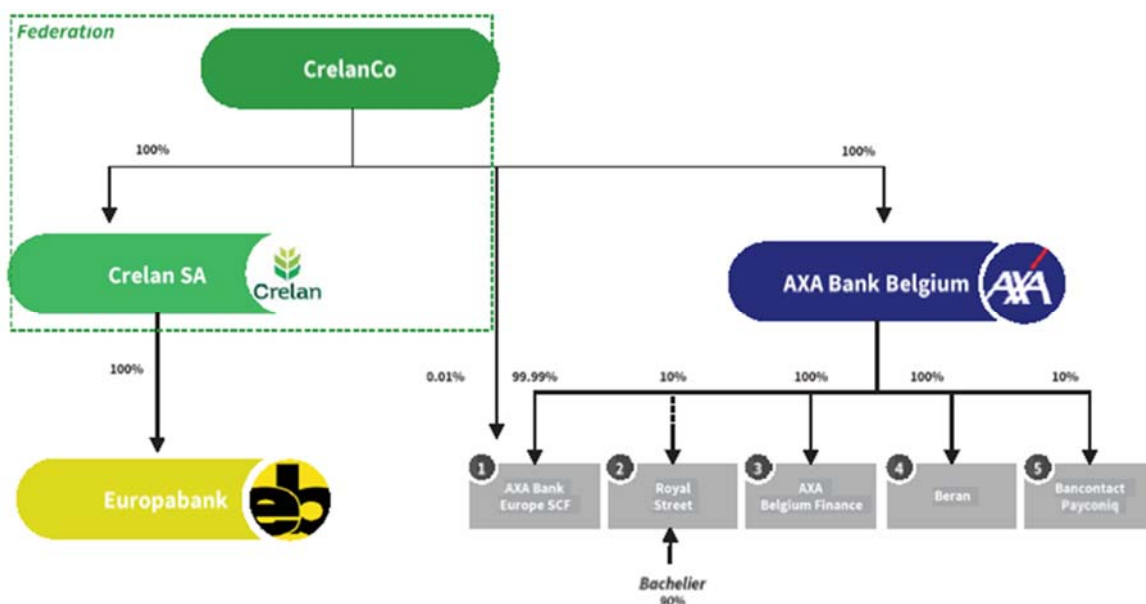 Federation
CrelanCo
100%
100%
Crelan SA
Crelan
AXA Bank Belgium
AXA
100%
0.01%
99.99%
10%
100%
100%
10%
Europabank
eb
1
AXA Bank
Europe SCF
2
Royal
Street
3
AXA
Belgium Finance
4
Beran
5
Bancontact
Payconiq
Bachelier
90%